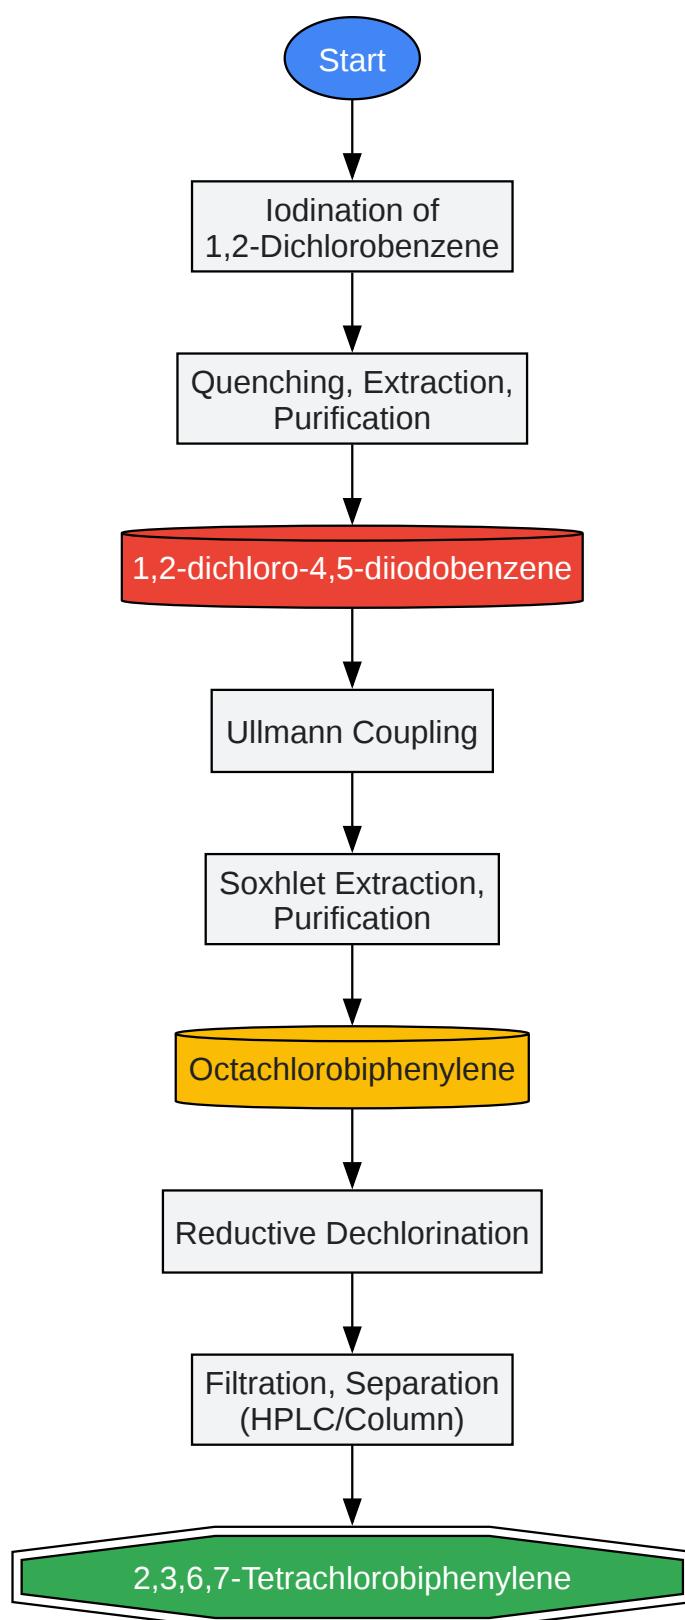 Start
Iodination of
1,2-Dichlorobenzene
Quenching, Extraction,
Purification
1,2-dichloro-4,5-diiodobenzene
Ullmann Coupling
Soxhlet Extraction,
Purification
Octachlorobiphenylene
Reductive Dechlorination
Filtration, Separation
(HPLC/Column)
2,3,6,7-Tetrachlorobiphenylene